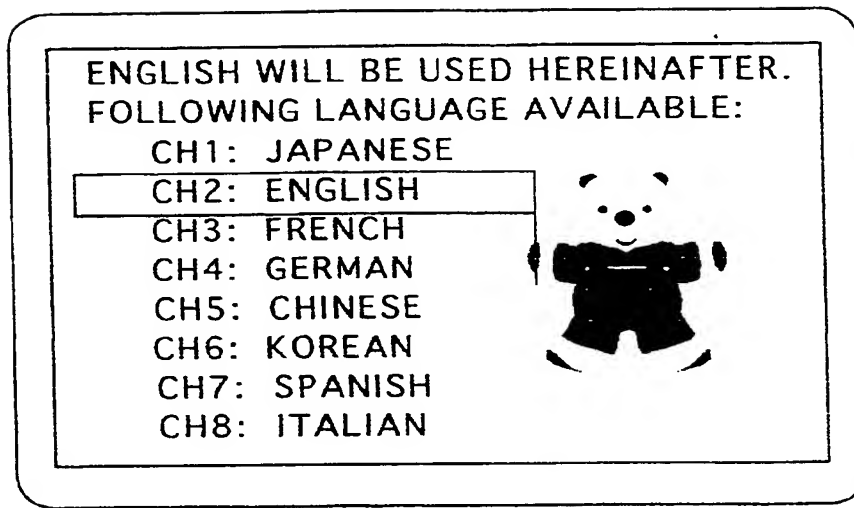 ENGLISH WILL BE USED HEREINAFTER.
FOLLOWING LANGUAGE AVAILABLE:
CH1: JAPANESE
CH2: ENGLISH
CH3: FRENCH
CH4: GERMAN
CH5: CHINESE
CH6: KOREAN
CH7: SPANISH
CH8: ITALIAN